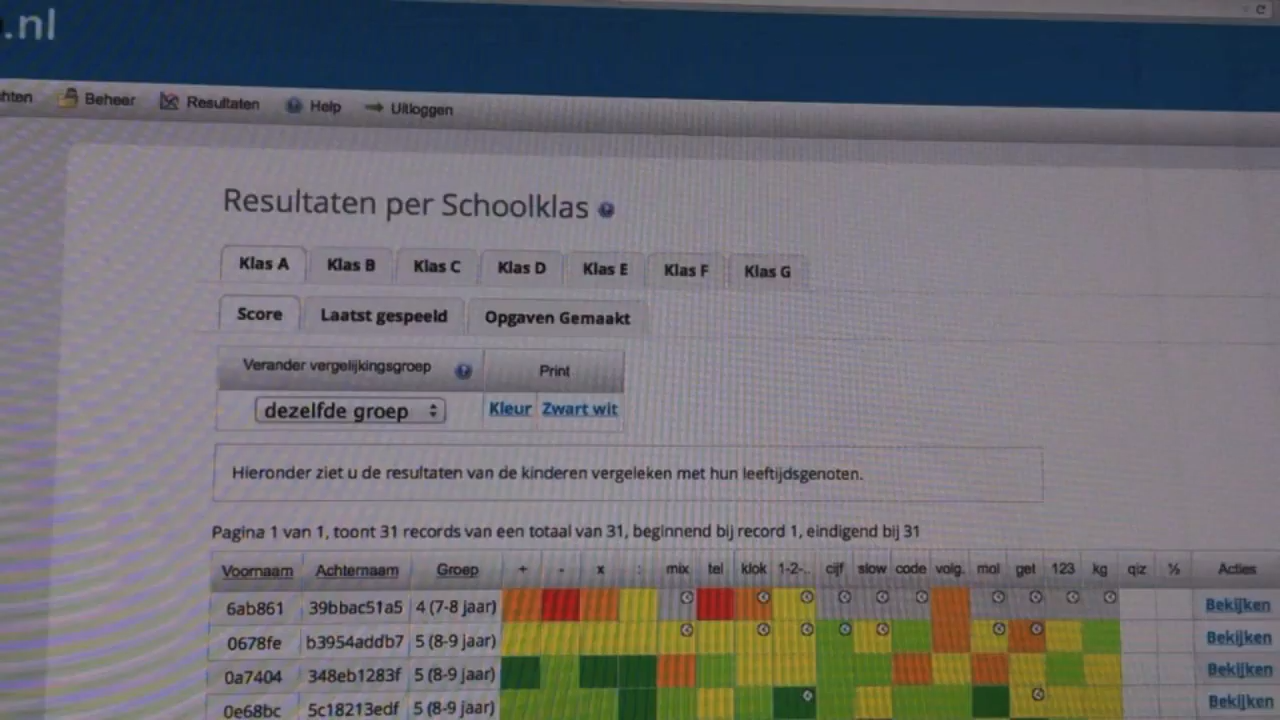 .nl
Beheer Resultaten Help Uitloggen
Resultaten per Schoolklas
Klas A Klas B Klas C Klas D Klas E Klas F Klas G
Score Laatst gespeeld Opgaven Gemaakt
Verander vergelijkingsgroep Print
dezelfde groep Kleur Zwart wit
Hieronder ziet u de resultaten van de kinderen vergeleken met hun leeftijdsgenoten.
Pagina 1 van 1, toont 31 records van een totaal van 31, beginnend bij record 1, eindigend bij 31
Voornaam Achternaam Groep + - x : mix tel klok 1-2-.. cijf slow code volg. mol get 123 kg qiz ⅓ Acties
6ab861 39bbac51a5 4 (7-8 jaar) Bekijken
0678fe b3954addb7 5 (8-9 jaar) Bekijken
0a7404 348eb1283f 5 (8-9 jaar) Bekijken
0e68bc 5c18213edf 5 (8-9 jaar) Bekijken